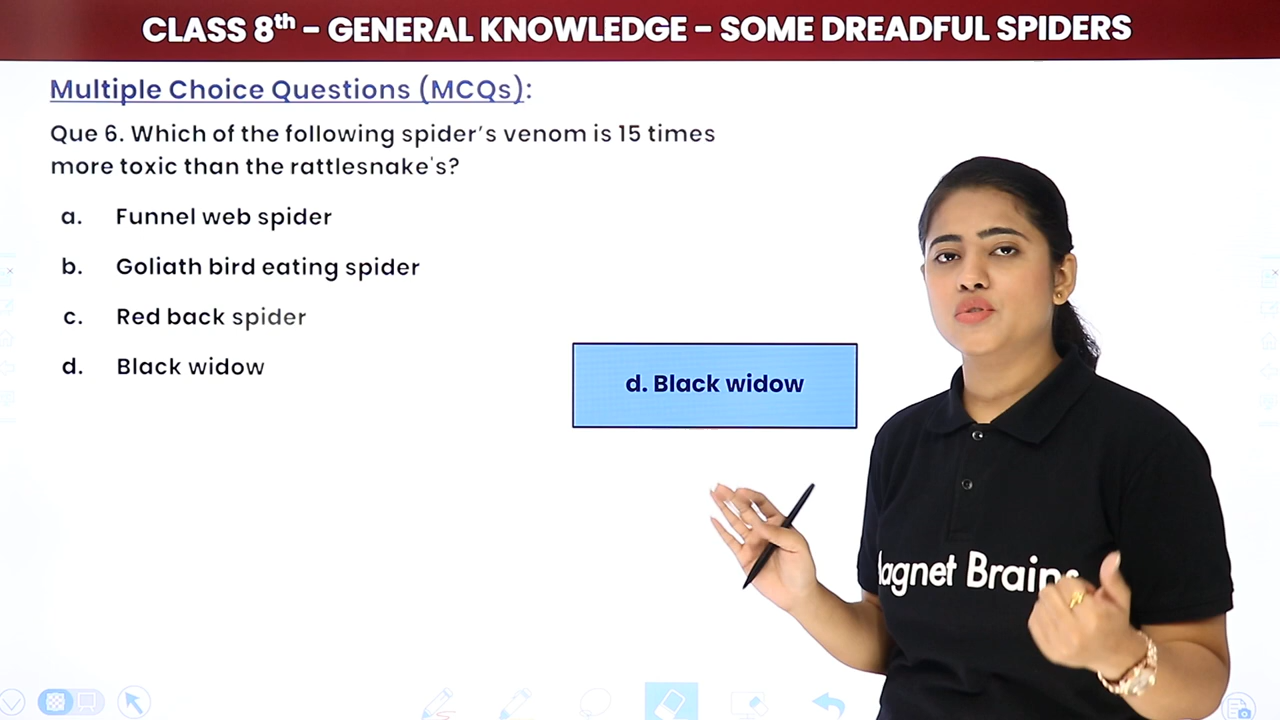 CLASS 8th – GENERAL KNOWLEDGE – SOME DREADFUL SPIDERS
Multiple Choice Questions (MCQs):
Que 6. Which of the following spider's venom is 15 times
more toxic than the rattlesnake's?
a. Funnel web spider
b. Goliath bird eating spider
c. Red back spider
d. Black widow
d. Black widow
agnet Brains